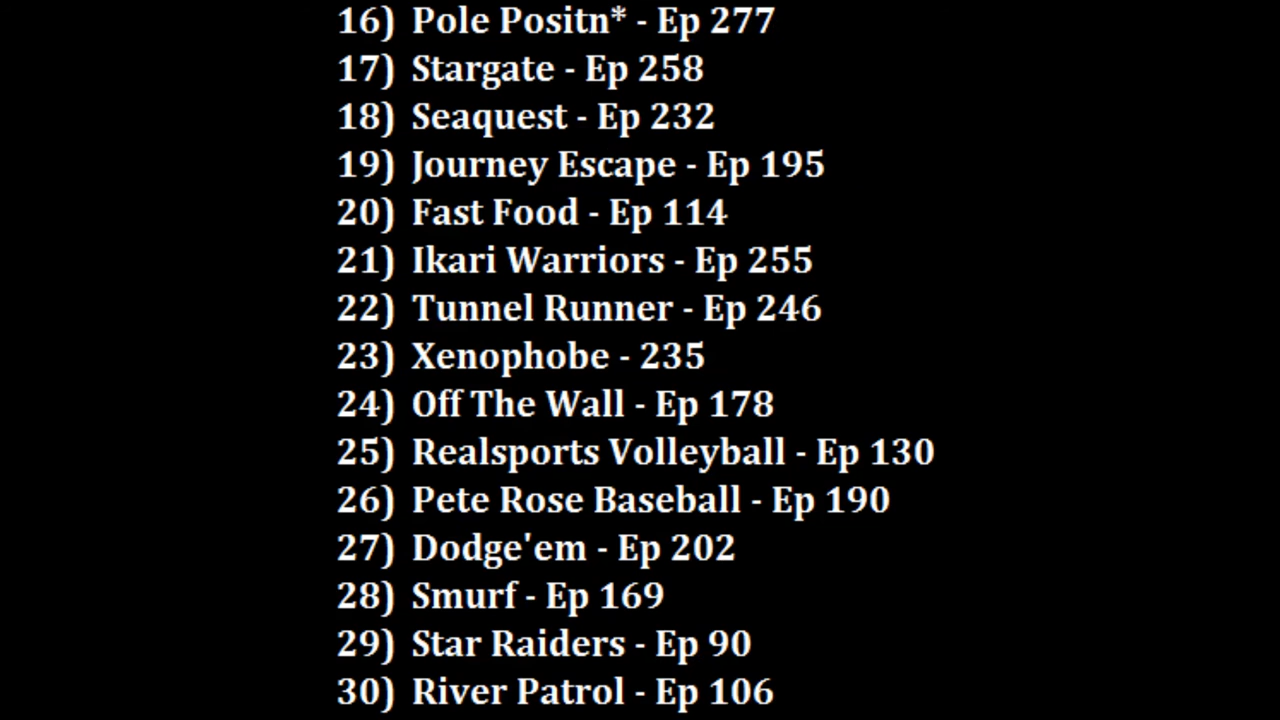 16) Pole Positn* - Ep 277
17) Stargate - Ep 258
18) Seaquest - Ep 232
19) Journey Escape - Ep 195
20) Fast Food - Ep 114
21) Ikari Warriors - Ep 255
22) Tunnel Runner - Ep 246
23) Xenophobe - 235
24) Off The Wall - Ep 178
25) Realsports Volleyball - Ep 130
26) Pete Rose Baseball - Ep 190
27) Dodge'em - Ep 202
28) Smurf - Ep 169
29) Star Raiders - Ep 90
30) River Patrol - Ep 106